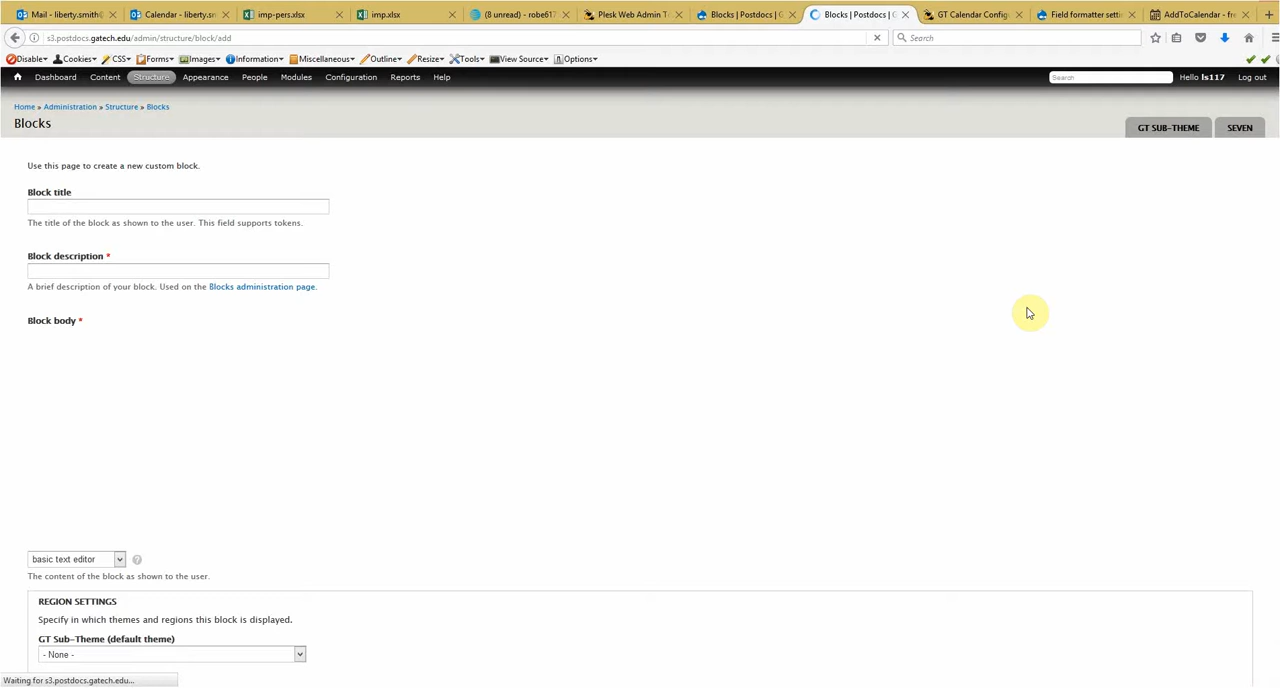 Mail - liberty.smith@ Calendar - liberty.sn imp-pers.xlsx imp.xlsx (8 unread) - robe617 Plesk Web Admin T Blocks | Postdocs | G Blocks | Postdocs | G GT Calendar Config Field formatter setti AddToCalendar - fre
s3.postdocs.gatech.edu/admin/structure/block/add Search
Disable Cookies CSS Forms Images Information Miscellaneous Outline Resize Tools View Source Options
Dashboard Content Structure Appearance People Modules Configuration Reports Help Search Hello ls117 Log out
Home » Administration » Structure » Blocks
Blocks
GT SUB-THEME SEVEN
Use this page to create a new custom block.
Block title
The title of the block as shown to the user. This field supports tokens.
Block description *
A brief description of your block. Used on the Blocks administration page.
Block body *
basic text editor
The content of the block as shown to the user.
REGION SETTINGS
Specify in which themes and regions this block is displayed.
GT Sub-Theme (default theme)
- None -
Waiting for s3.postdocs.gatech.edu...